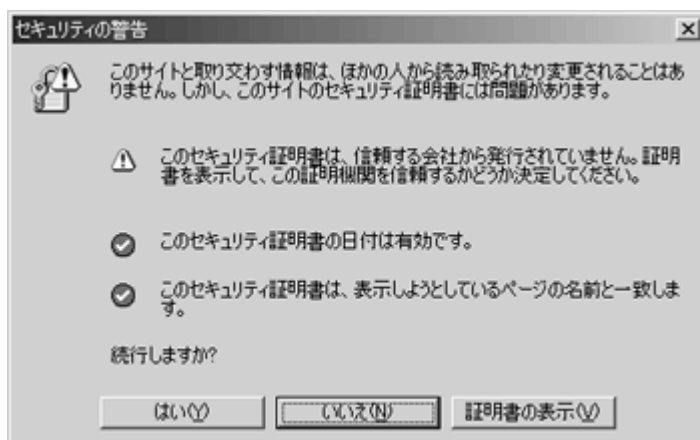 セキュリティの警告
このサイトと取り交わす情報は、ほかの人から読み取られたり変更されることはあ
りません。しかし、このサイトのセキュリティ証明書には問題があります。
このセキュリティ証明書は、信頼する会社から発行されていません。証明
書を表示して、この証明機関を信頼するかどうか決定してください。
このセキュリティ証明書の日付は有効です。
このセキュリティ証明書は、表示しようとしているページの名前と一致しま
す。
続行しますか?
はい(Y) いいえ(N) 証明書の表示(V)